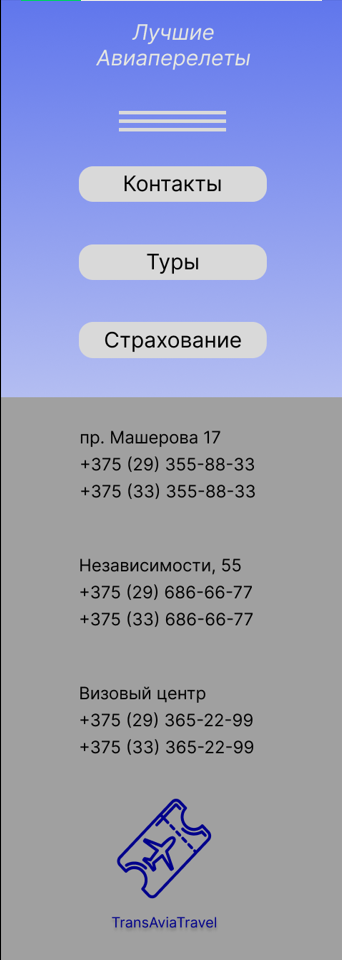 Лучшие
Авиаперелеты
Контакты
Туры
Страхование
пр. Машерова 17
+375 (29) 355-88-33
+375 (33) 355-88-33
Независимости, 55
+375 (29) 686-66-77
+375 (33) 686-66-77
Визовый центр
+375 (29) 365-22-99
+375 (33) 365-22-99
TransAviaTravel